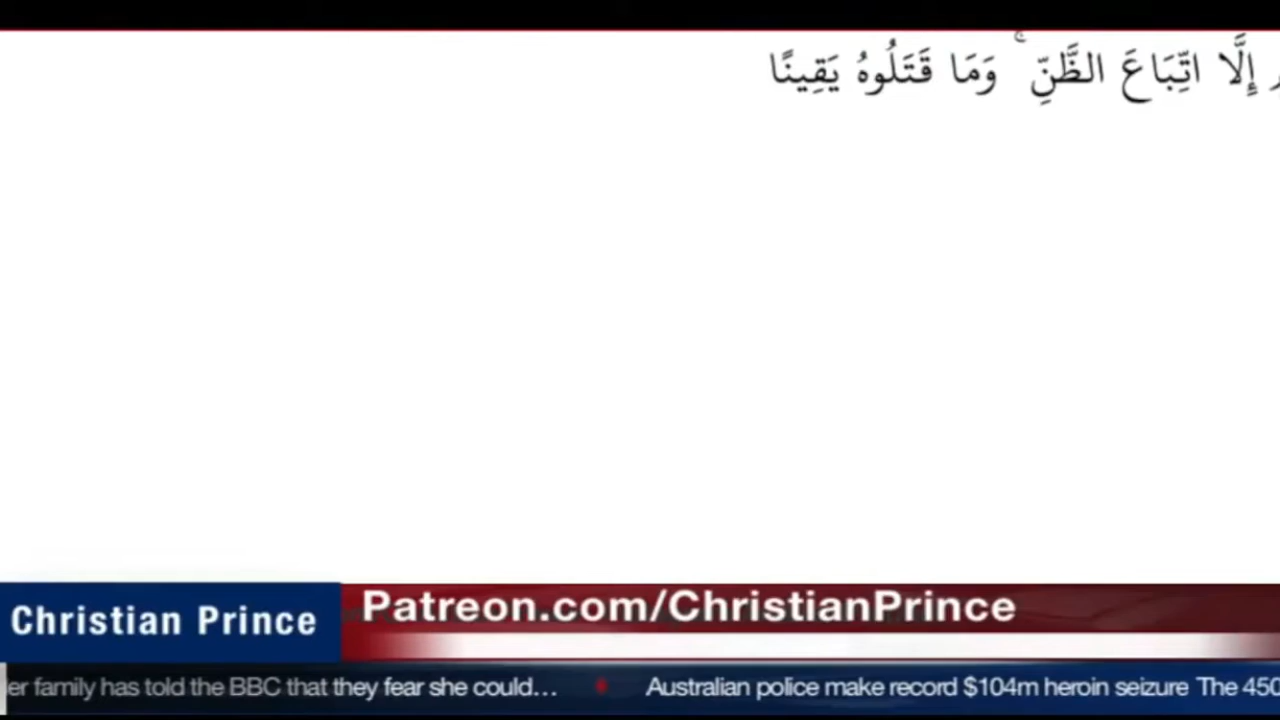 إِلَّا اتِّبَاعَ الظَّنِّ ۚ وَمَا قَتَلُوهُ يَقِينًا
Patreon.com/ChristianPrince
Christian Prince
er family has told the BBC that they fear she could... Australian police make record $104m heroin seizure The 450